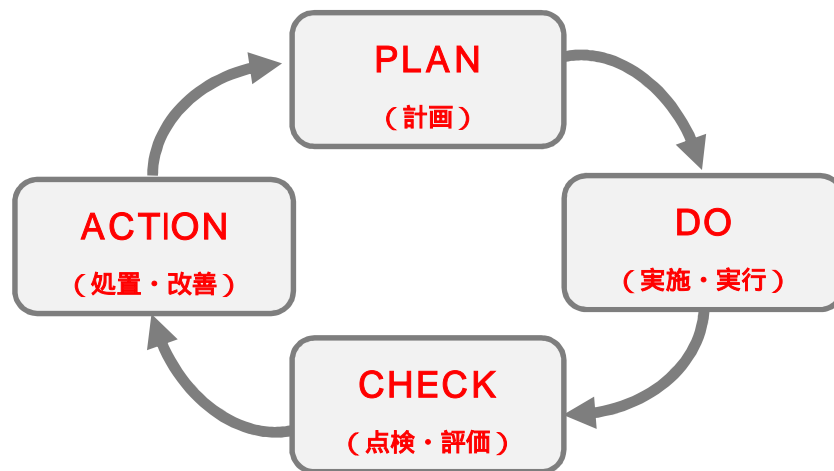 PLAN
（計画）
DO
（実施・実行）
CHECK
（点検・評価）
ACTION
（処置・改善）